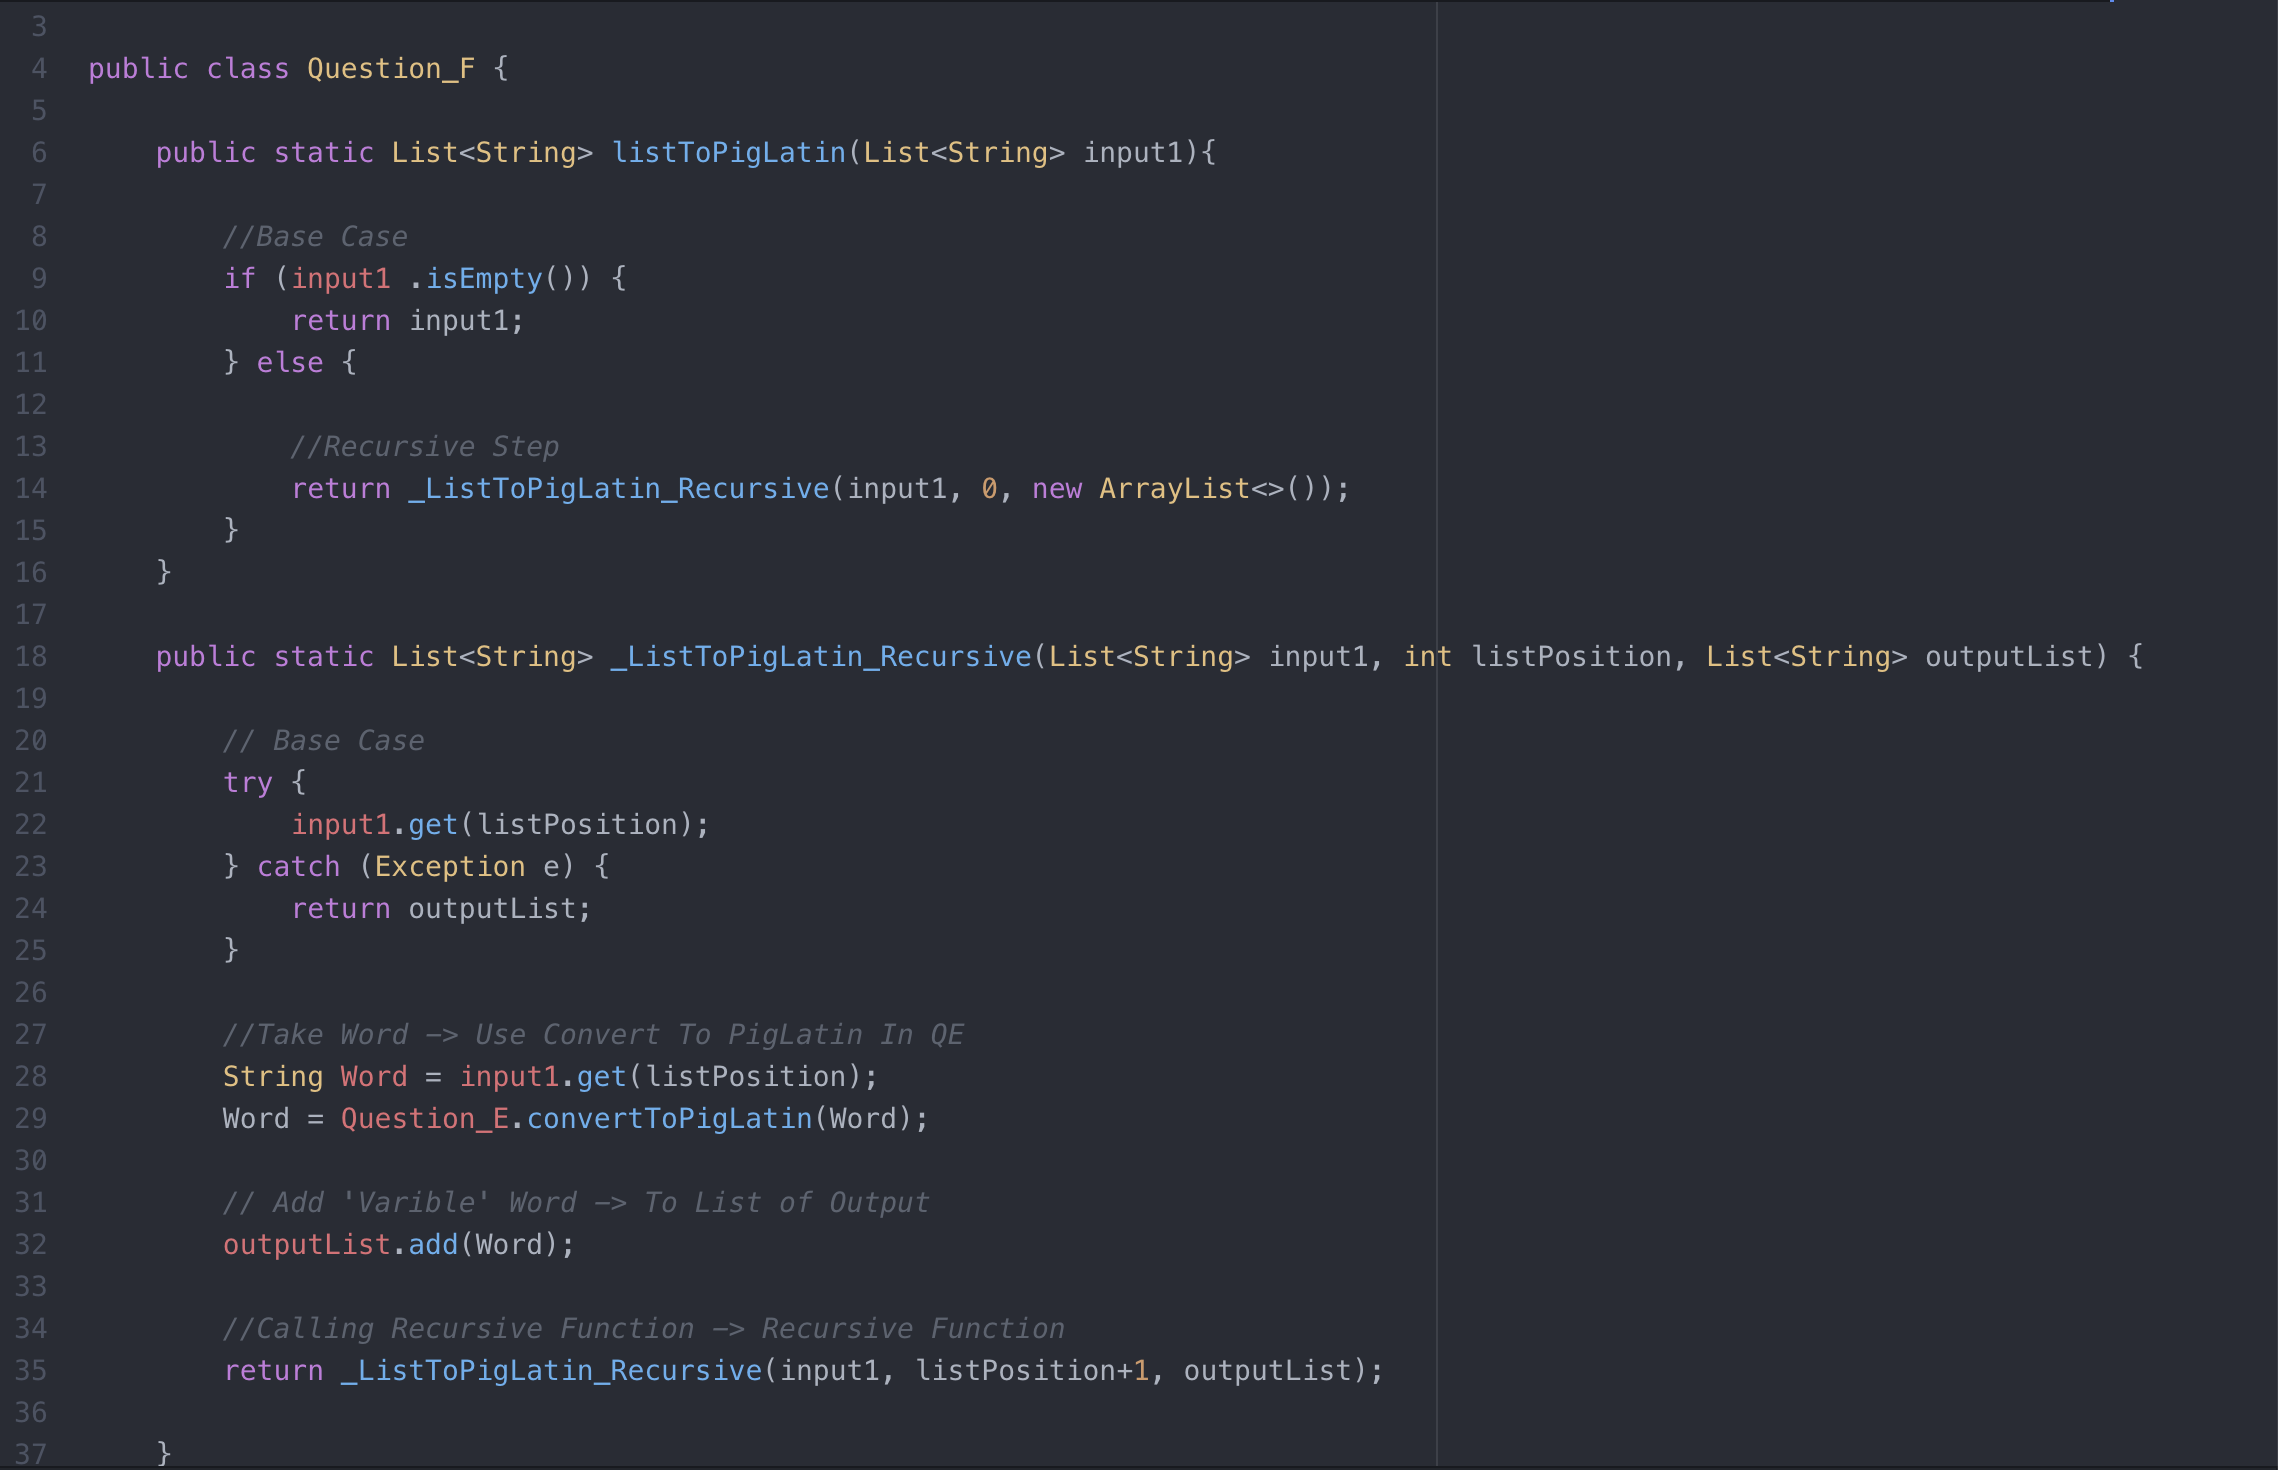 3
4 public class Question_F {
5
6 public static List<String> listToPigLatin(List<String> input1){
7
8 //Base Case
9 if (input1 .isEmpty()) {
10 return input1;
11 } else {
12
13 //Recursive Step
14 return _ListToPigLatin_Recursive(input1, 0, new ArrayList<>());
15 }
16 }
17
18 public static List<String> _ListToPigLatin_Recursive(List<String> input1, int listPosition, List<String> outputList) {
19
20 // Base Case
21 try {
22 input1.get(listPosition);
23 } catch (Exception e) {
24 return outputList;
25 }
26
27 //Take Word -> Use Convert To PigLatin In QE
28 String Word = input1.get(listPosition);
29 Word = Question_E.convertToPigLatin(Word);
30
31 // Add 'Varible' Word -> To List of Output
32 outputList.add(Word);
33
34 //Calling Recursive Function -> Recursive Function
35 return _ListToPigLatin_Recursive(input1, listPosition+1, outputList);
36
37 }